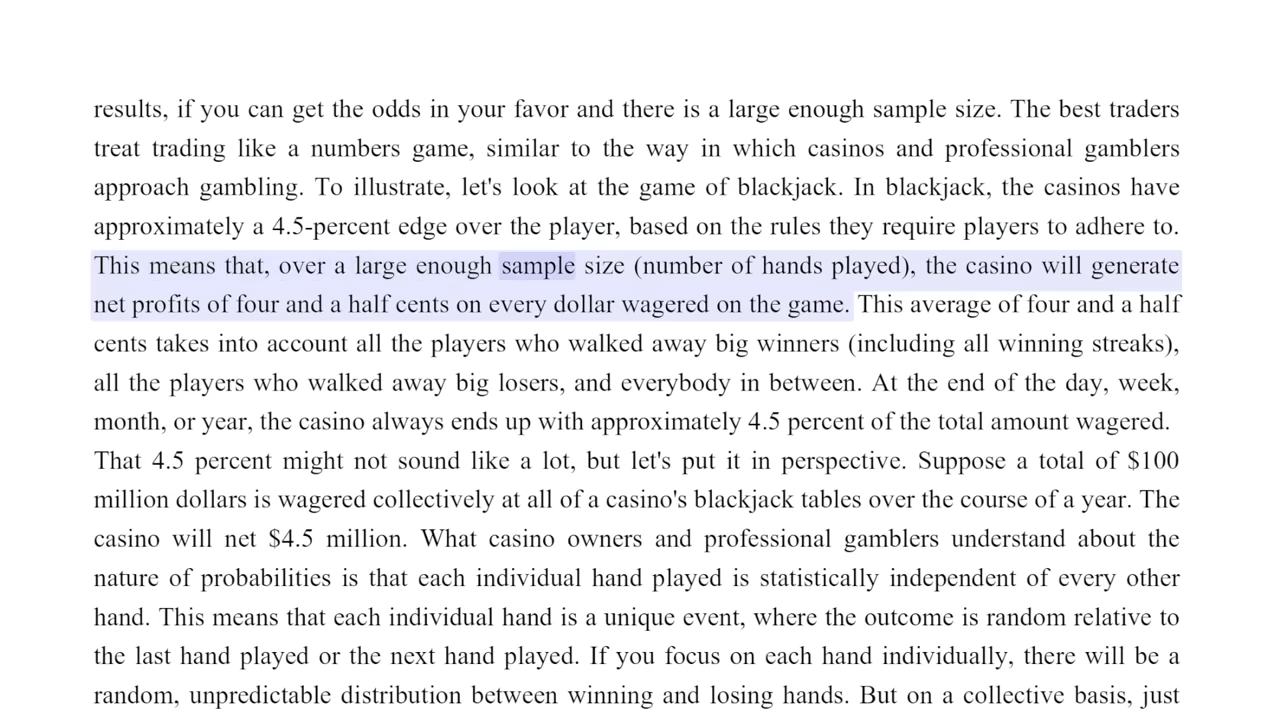 results, if you can get the odds in your favor and there is a large enough sample size. The best traders
treat trading like a numbers game, similar to the way in which casinos and professional gamblers
approach gambling. To illustrate, let's look at the game of blackjack. In blackjack, the casinos have
approximately a 4.5-percent edge over the player, based on the rules they require players to adhere to.
This means that, over a large enough sample size (number of hands played), the casino will generate
net profits of four and a half cents on every dollar wagered on the game. This average of four and a half
cents takes into account all the players who walked away big winners (including all winning streaks),
all the players who walked away big losers, and everybody in between. At the end of the day, week,
month, or year, the casino always ends up with approximately 4.5 percent of the total amount wagered.
That 4.5 percent might not sound like a lot, but let's put it in perspective. Suppose a total of $100
million dollars is wagered collectively at all of a casino's blackjack tables over the course of a year. The
casino will net $4.5 million. What casino owners and professional gamblers understand about the
nature of probabilities is that each individual hand played is statistically independent of every other
hand. This means that each individual hand is a unique event, where the outcome is random relative to
the last hand played or the next hand played. If you focus on each hand individually, there will be a
random, unpredictable distribution between winning and losing hands. But on a collective basis, just